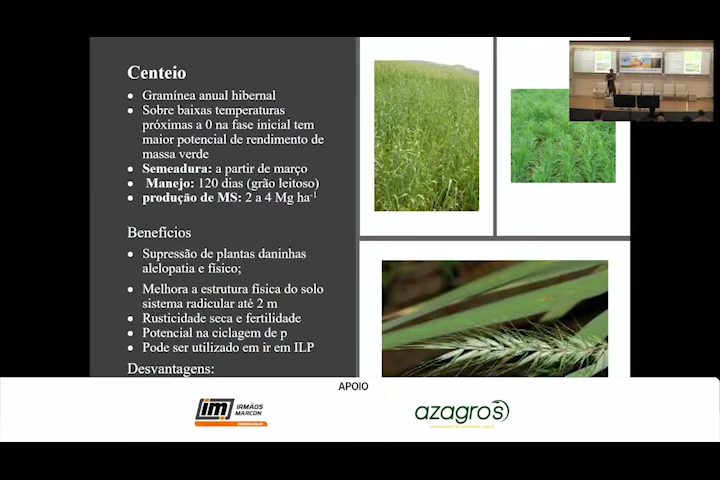 Centeio
• Gramínea anual hibernal
• Sobre baixas temperaturas
próximas a 0 na fase inicial tem
maior potencial de rendimento de
massa verde
• Semeadura: a partir de março
• Manejo: 120 dias (grão leitoso)
• produção de MS: 2 a 4 Mg ha-1
Benefícios
• Supressão de plantas daninhas
alelopatia e físico;
• Melhora a estrutura física do solo
sistema radicular até 2 m
• Rusticidade seca e fertilidade
• Potencial na ciclagem de p
• Pode ser utilizado em ir em ILP
Desvantagens:
APOIO
im IRMÃOS
MARCON
azagros